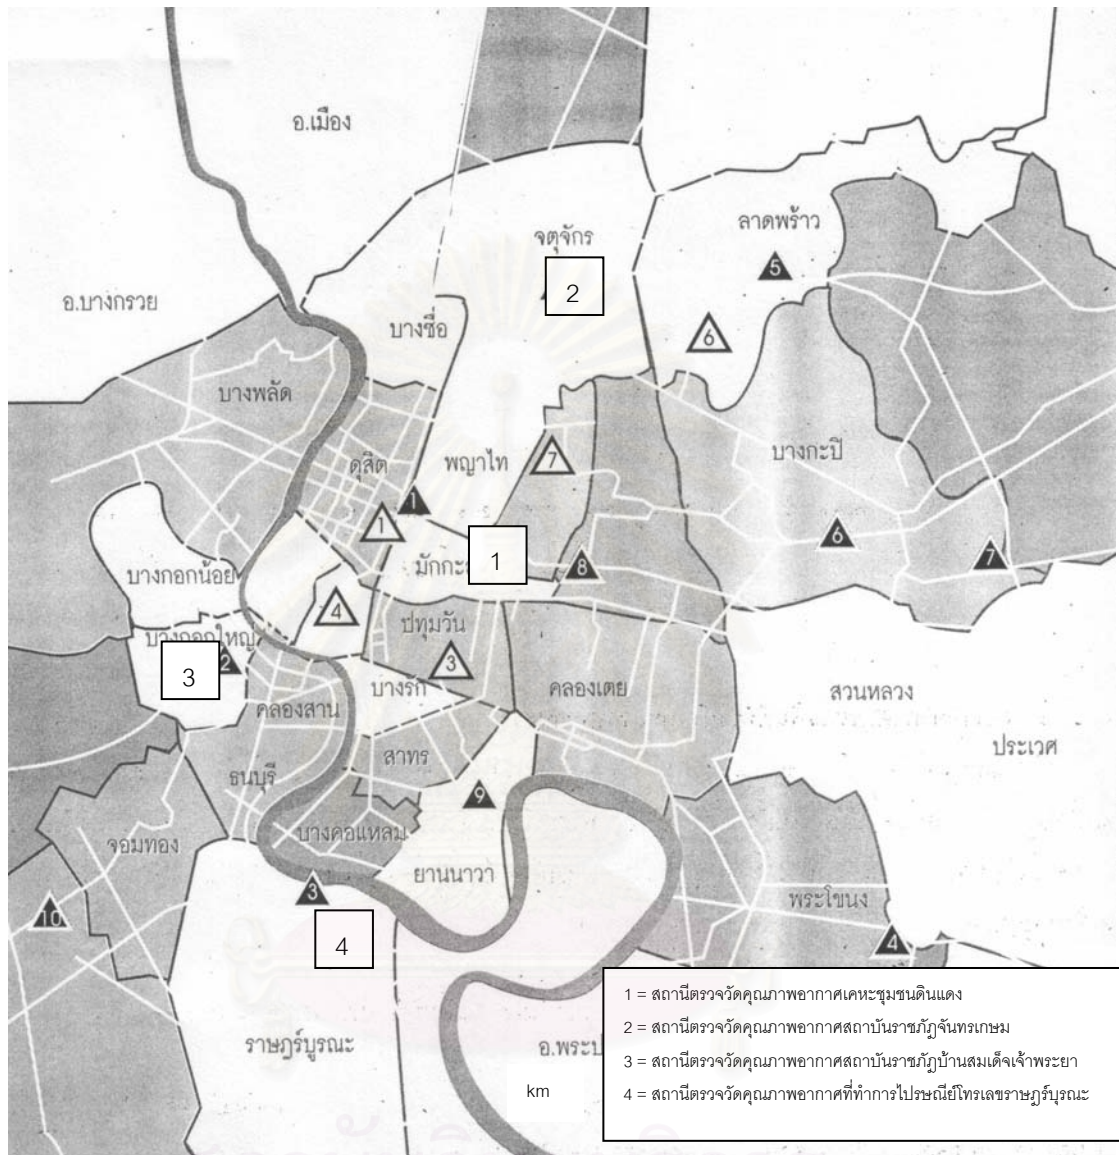 อ.เมือง
ลาดพร้าว
จตุจักร
5
2
อ.บางกรวย
บางซื่อ
6
บางพลัด
บางกะปิ
พญาไท
7
ดุสิต
1
1
6
1
มักกะ
7
8
บางกอกน้อย
4
ปทุมวัน
บางกอกใหญ่
3
2
3
บางรัก
คลองเตย
สวนหลวง
คลองสาน
ประเวศ
สาทร
ธนบุรี
9
บางคอแหลม
จอมทอง
ยานนาวา
3
พระโขนง
10
4
4
ราษฎร์บูรณะ
อ.พระป
km
1 = สถานีตรวจวัดคุณภาพอากาศเคหะชุมชนดินแดง
2 = สถานีตรวจวัดคุณภาพอากาศสถาบันราชภัฏจันทรเกษม
3 = สถานีตรวจวัดคุณภาพอากาศสถาบันราชภัฏบ้านสมเด็จเจ้าพระยา
4 = สถานีตรวจวัดคุณภาพอากาศที่ทำการไปรษณีย์โทรเลขราษฎร์บูรณะ